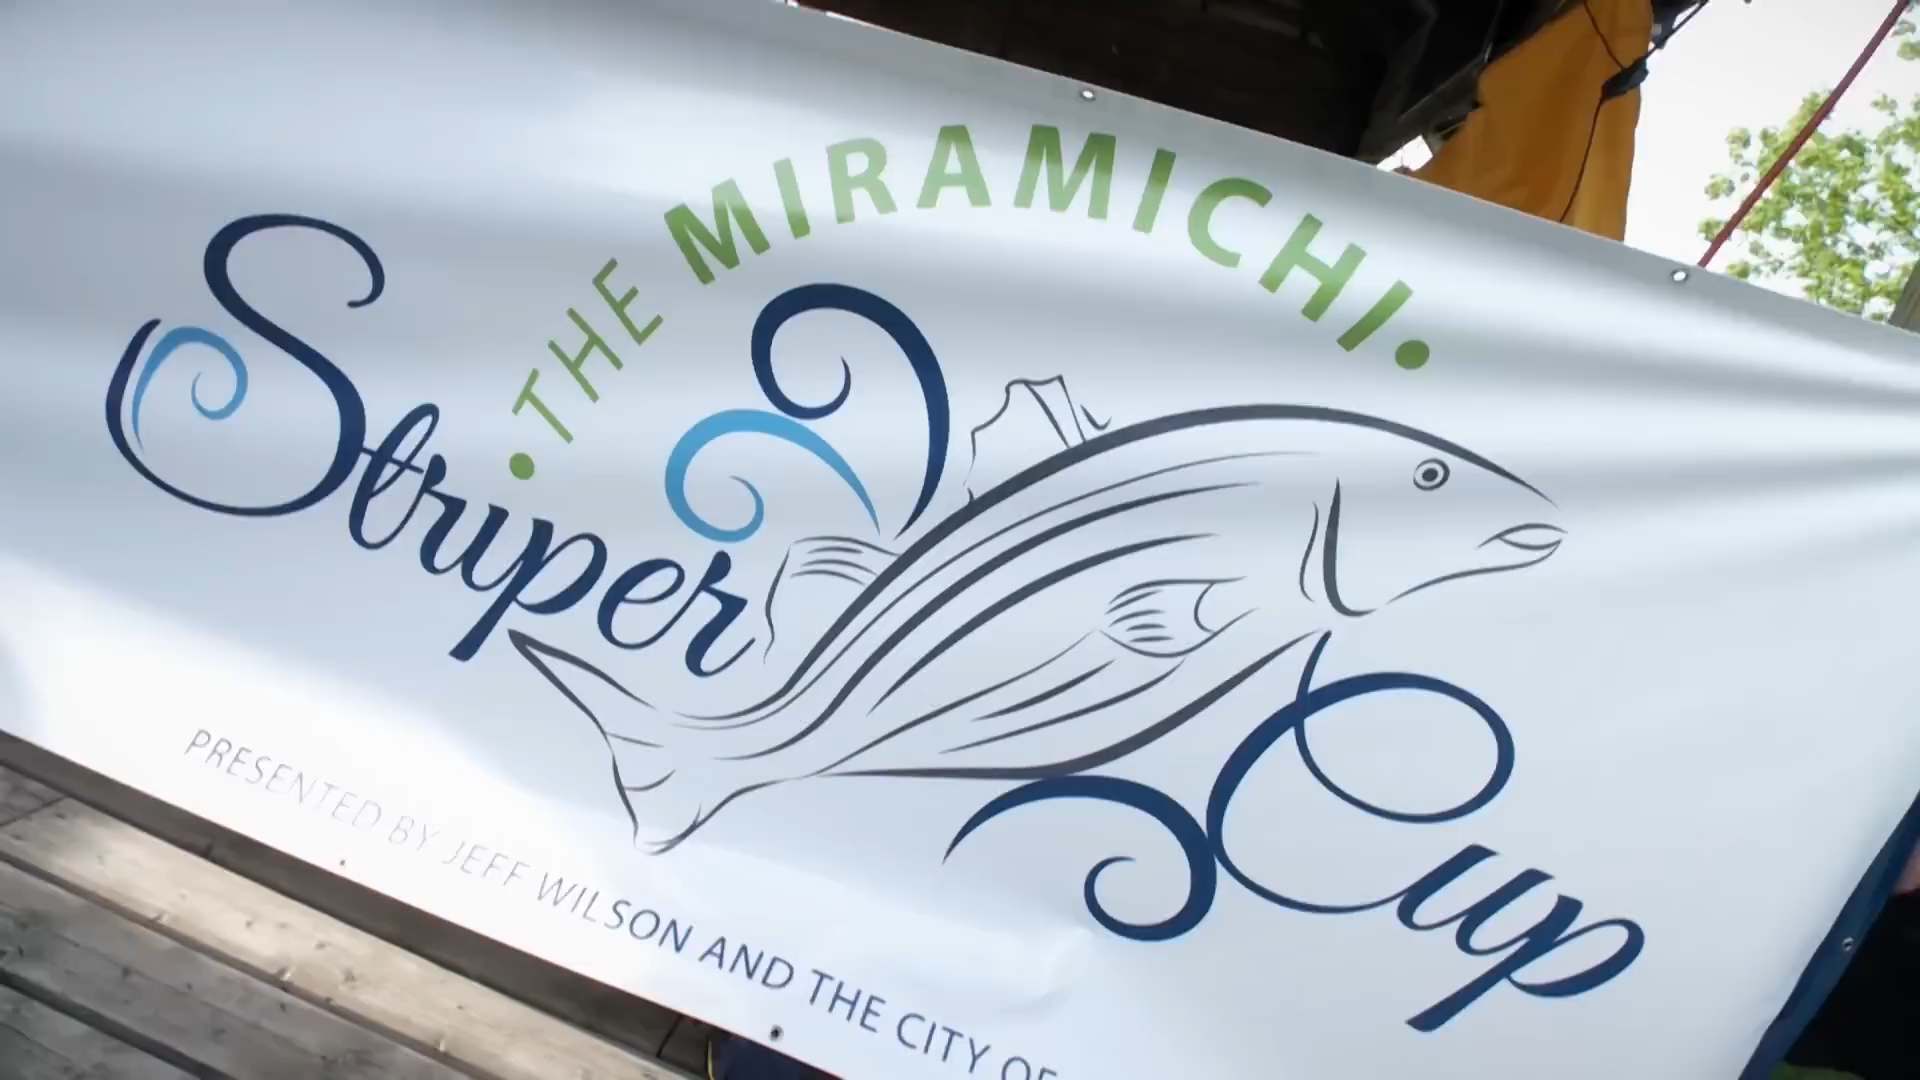 • THE MIRAMICHI •
Striper
Cup
PRESENTED BY JEFF WILSON AND THE CITY OF